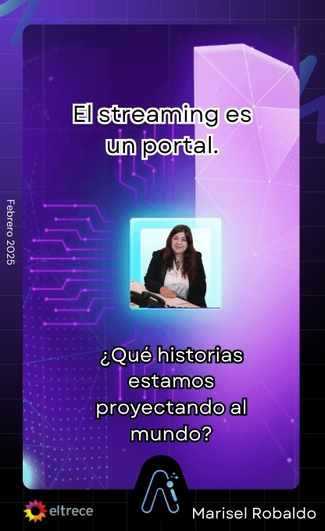 El streaming es
un portal.
Febrero 2025
¿Qué historias
estamos
proyectando al
mundo?
eltrece
Marisel Robaldo